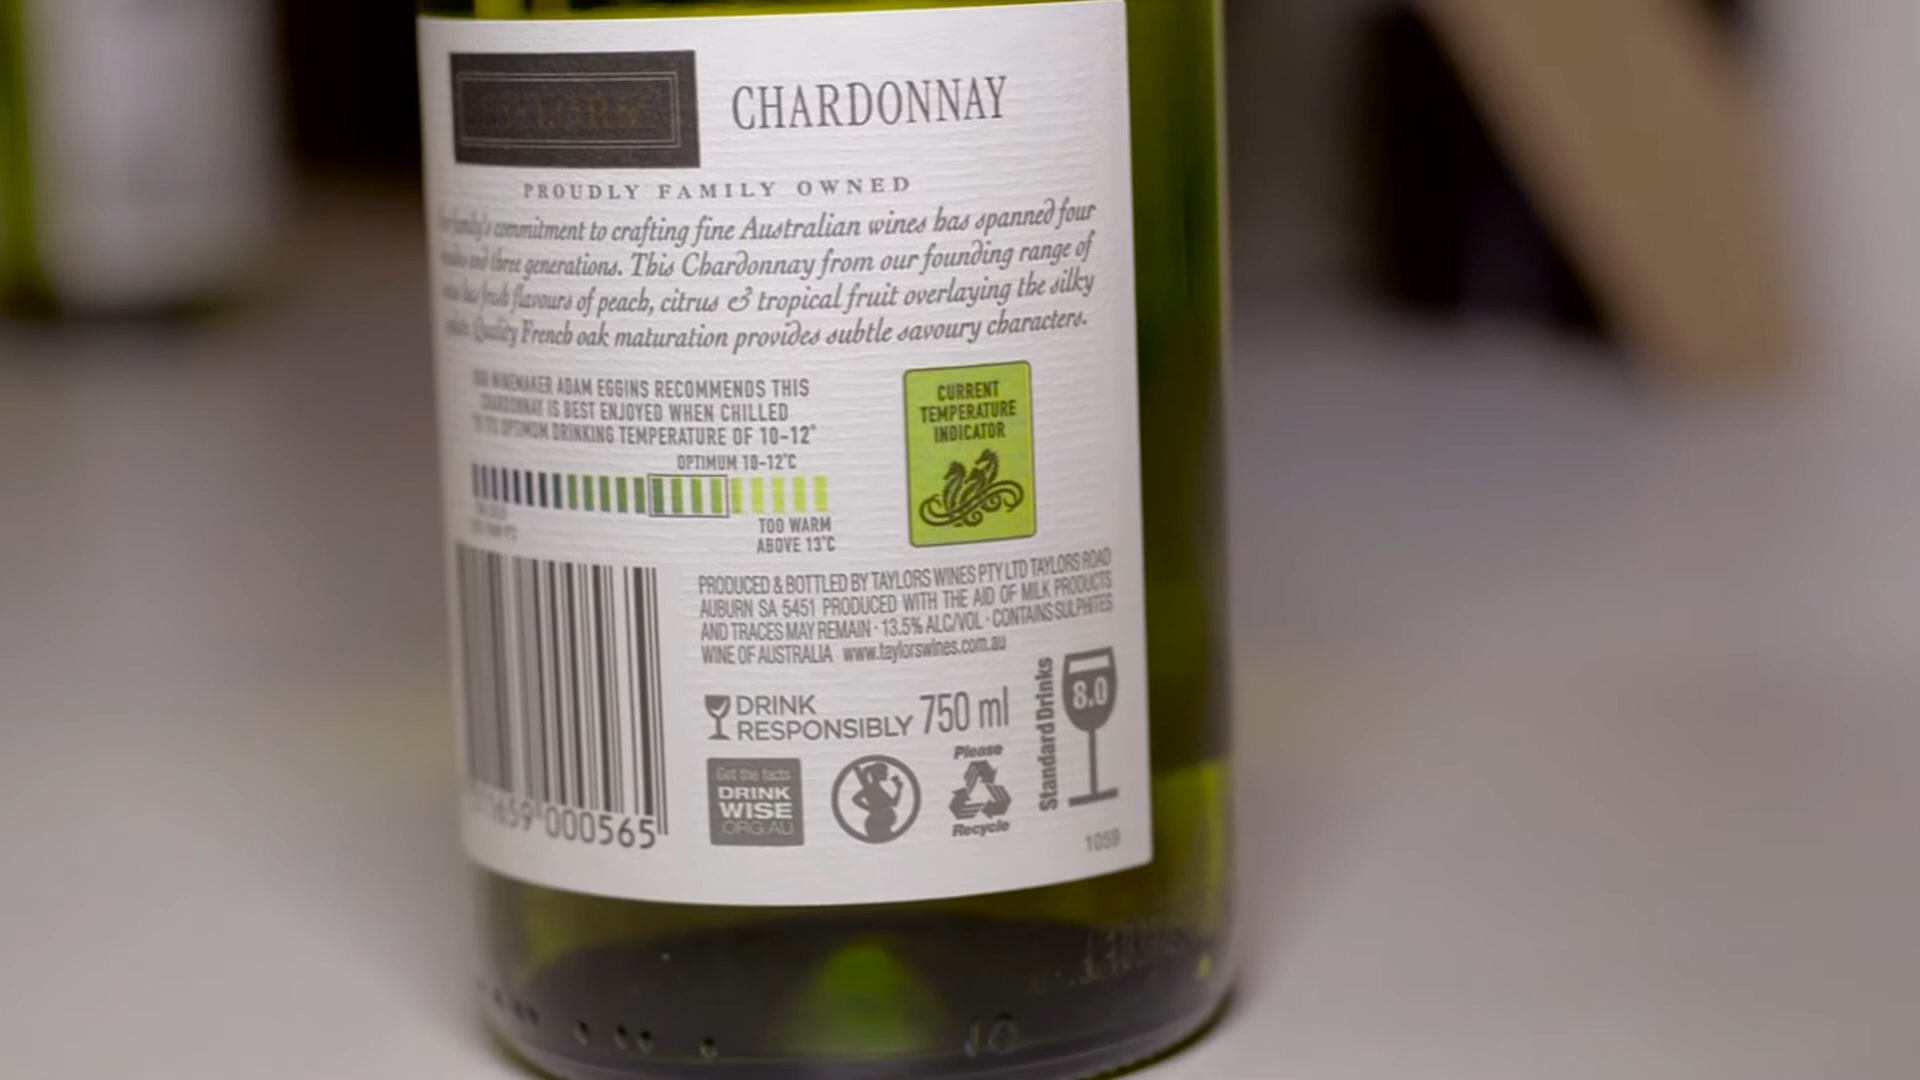 TAYLORS
CHARDONNAY
PROUDLY FAMILY OWNED
family's commitment to crafting fine Australian wines has spanned four
and three generations. This Chardonnay from our founding range of
has fresh flavours of peach, citrus & tropical fruit overlaying the silky
Quality French oak maturation provides subtle savoury characters.
WINEMAKER ADAM EGGINS RECOMMENDS THIS
CHARDONNAY IS BEST ENJOYED WHEN CHILLED
TO ITS OPTIMUM DRINKING TEMPERATURE OF 10-12°
OPTIMUM 10-12°C
TOO WARM
ABOVE 13°C
CURRENT
TEMPERATURE
INDICATOR
PRODUCED & BOTTLED BY TAYLORS WINES PTY LTD TAYLORS ROAD
AUBURN SA 5451 PRODUCED WITH THE AID OF MILK PRODUCTS
AND TRACES MAY REMAIN · 13.5% ALC/VOL · CONTAINS SULPHITES
WINE OF AUSTRALIA www.taylorswines.com.au
DRINK
RESPONSIBLY
750 ml
Standard Drinks
8.0
Get the facts
DRINK
WISE
.ORG.AU
Please
Recycle
659 000565
1059
10